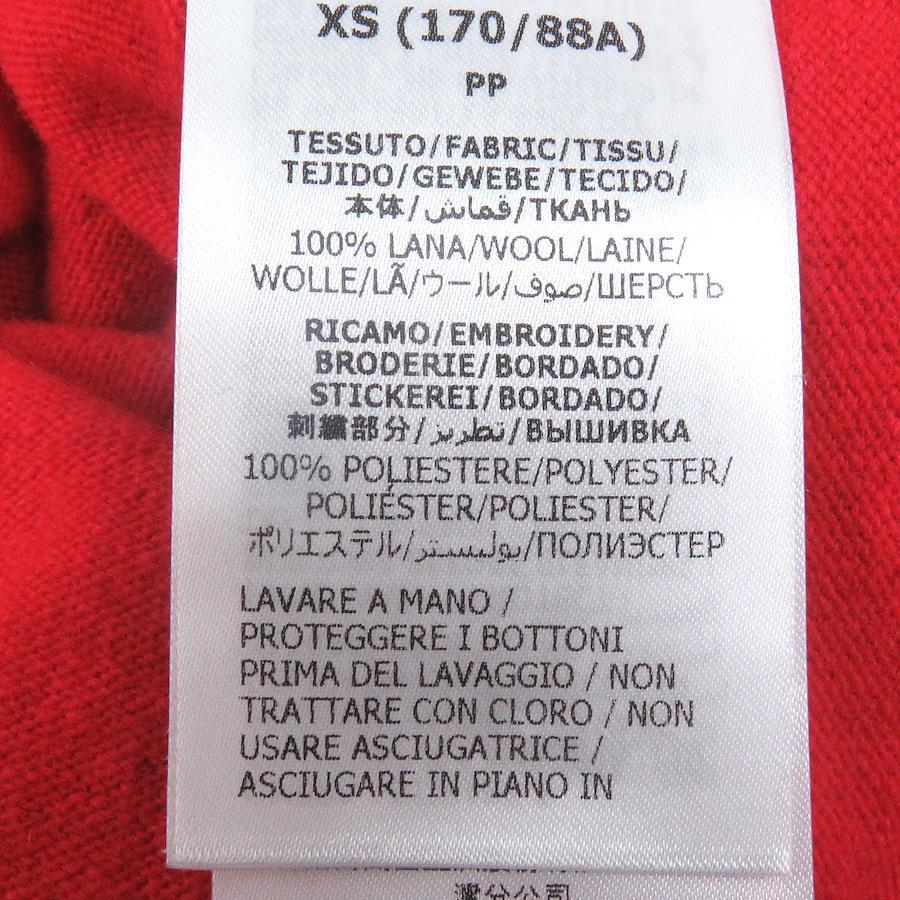 XS (170/88A)
PP
TESSUTO/FABRIC/TISSU/
TEJIDO/GEWEBE/TECIDO/
本体/قماش/ТКАНЬ
100% LANA/WOOL/LAINE/
WOLLE/LÃ/ウール/صوف/ШЕРСТЬ
RICAMO/EMBROIDERY/
BRODERIE/BORDADO/
STICKEREI/BORDADO/
刺繍部分/تطريز/ВЫШИВКА
100% POLIESTERE/POLYESTER/
POLIÉSTER/POLIESTER/
ポリエステル/بوليستر/ПОЛИЭСТЕР
LAVARE A MANO /
PROTEGGERE I BOTTONI
PRIMA DEL LAVAGGIO / NON
TRATTARE CON CLORO / NON
USARE ASCIUGATRICE /
ASCIUGARE IN PIANO IN
分公司